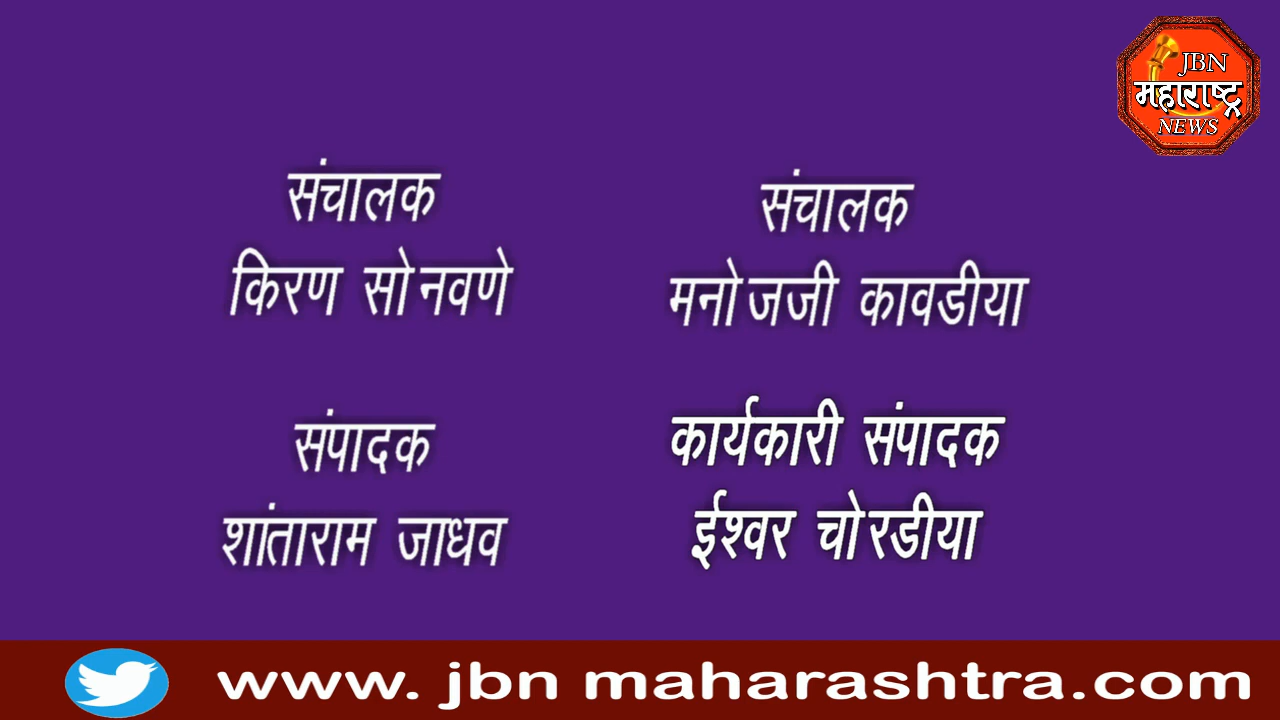 JBN
महाराष्ट्र
NEWS
संचालक
किरण सोनवणे
संचालक
मनोजजी कावडीया
संपादक
शांताराम जाधव
कार्यकारी संपादक
ईश्वर चोरडीया
www. jbn maharashtra.com